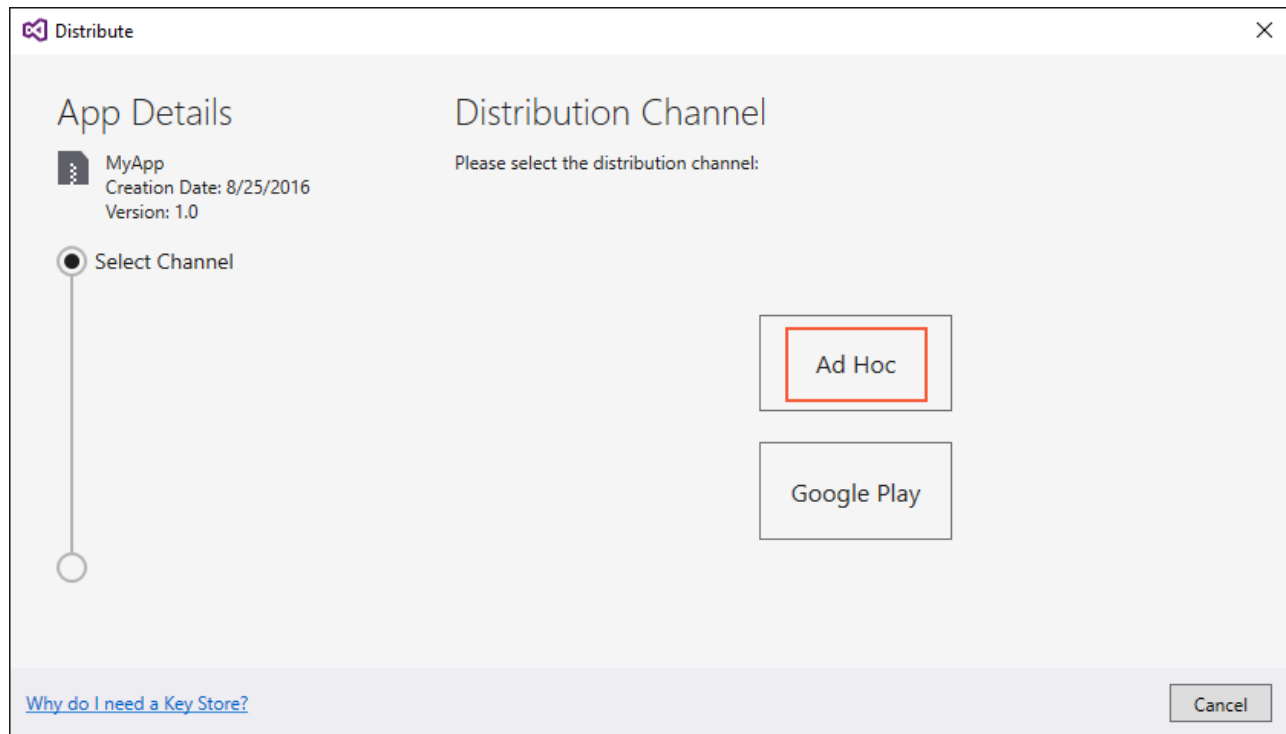 Distribute
App Details
MyApp
Creation Date: 8/25/2016
Version: 1.0
Select Channel
Distribution Channel
Please select the distribution channel:
Ad Hoc
Google Play
Why do I need a Key Store?
Cancel